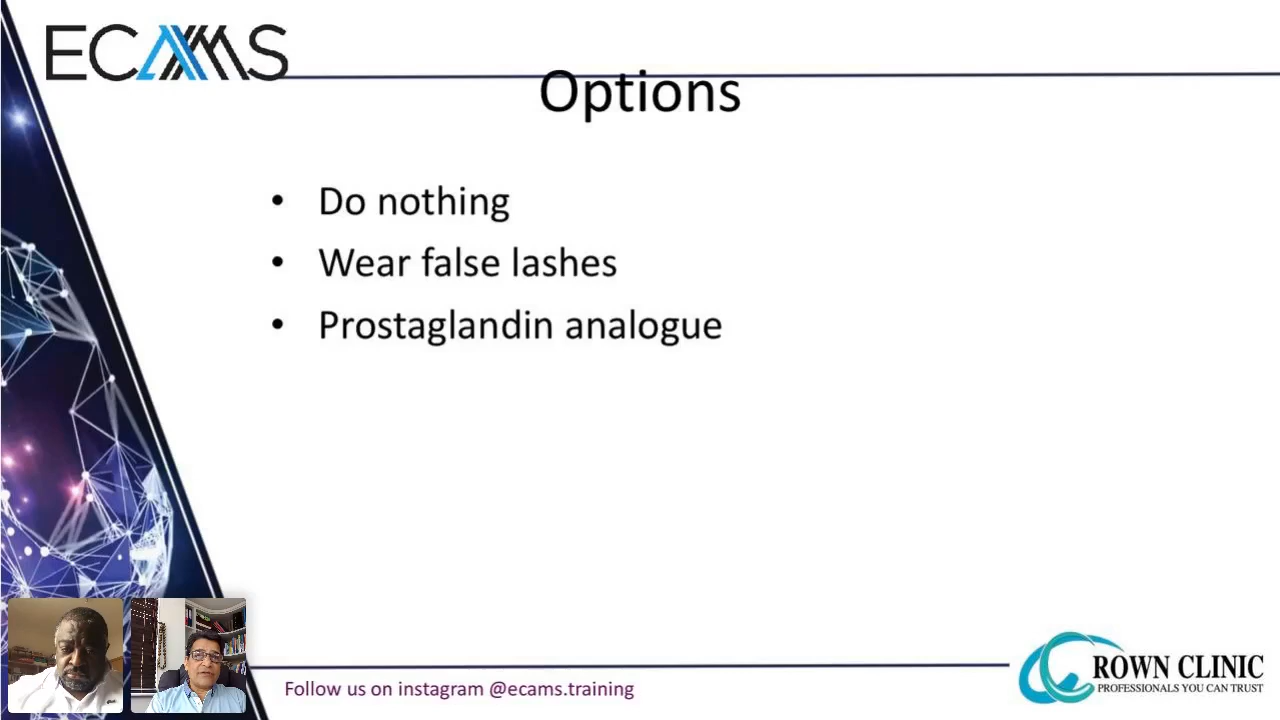 ECAMS
Options
• Do nothing
• Wear false lashes
• Prostaglandin analogue
Follow us on instagram @ecams.training
CROWN CLINIC
PROFESSIONALS YOU CAN TRUST